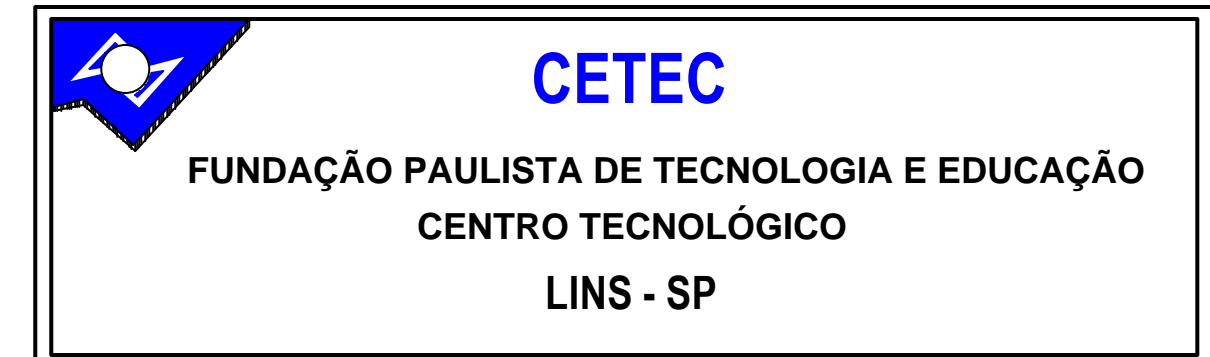 CETEC
FUNDAÇÃO PAULISTA DE TECNOLOGIA E EDUCAÇÃO
CENTRO TECNOLÓGICO
LINS - SP